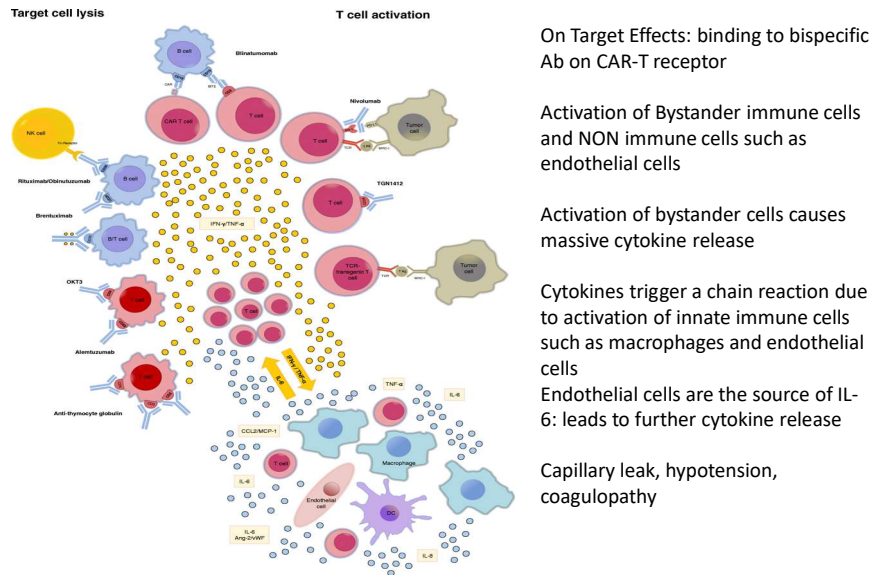 Target cell lysis
T cell activation
B cell
Blinatumomab
CAR
BiTE
CAR T cell
T cell
NK cell
Rituximab/Obinutuzumab
B cell
Brentuximab
B/T cell
OKT3
T cell
Alemtuzumab
T cell
Anti-thymocyte globulin
IFN-γ/TNF-α
Nivolumab
T cell
Tumor cell
TCR
TGN1412
T cell
TCR-
transgenic T
cell
TCR
Tumor
cell
T cell
IL-6
IFN-γ/TNF-α
TNF-α
IL-6
CCL2/MCP-1
Macrophage
T cell
IL-6
Endothelial
cell
DC
IL-6
Ang-2/vWF
IL-8
On Target Effects: binding to bispecific
Ab on CAR-T receptor
Activation of Bystander immune cells
and NON immune cells such as
endothelial cells
Activation of bystander cells causes
massive cytokine release
Cytokines trigger a chain reaction due
to activation of innate immune cells
such as macrophages and endothelial
cells
Endothelial cells are the source of IL-
6: leads to further cytokine release
Capillary leak, hypotension,
coagulopathy